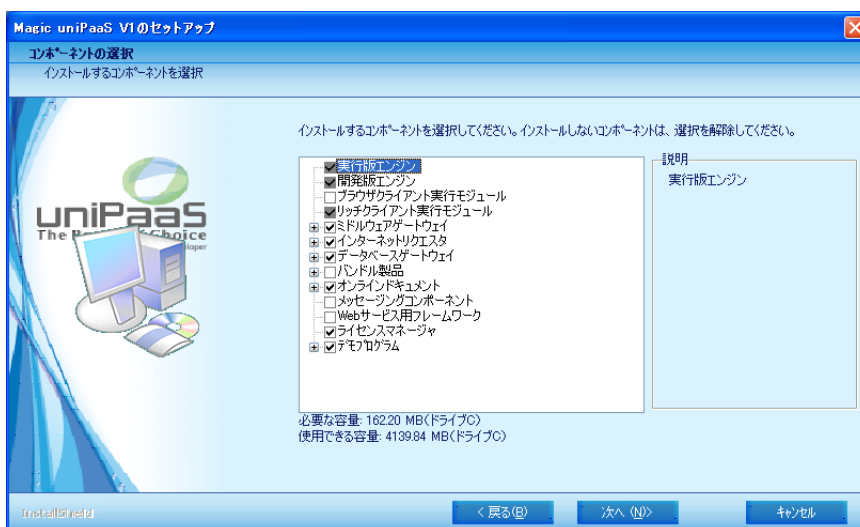 Magic uniPaaS V1のセットアップ
コンポーネントの選択
インストールするコンポーネントを選択
インストールするコンポーネントを選択してください。インストールしないコンポーネントは、選択を解除してください。
実行版エンジン
開発版エンジン
ブラウザクライアント実行モジュール
リッチクライアント実行モジュール
ミドルウェアゲートウェイ
インターネットリクエスタ
データベースゲートウェイ
バンドル製品
オンラインドキュメント
メッセージングコンポーネント
Webサービス用フレームワーク
ライセンスマネージャ
デモプログラム
説明
実行版エンジン
uniPaaS
The Choice
必要な容量: 162.20 MB(ドライブC)
使用できる容量: 4139.84 MB(ドライブC)
InstallShield
< 戻る(B)
次へ (N)>
キャンセル